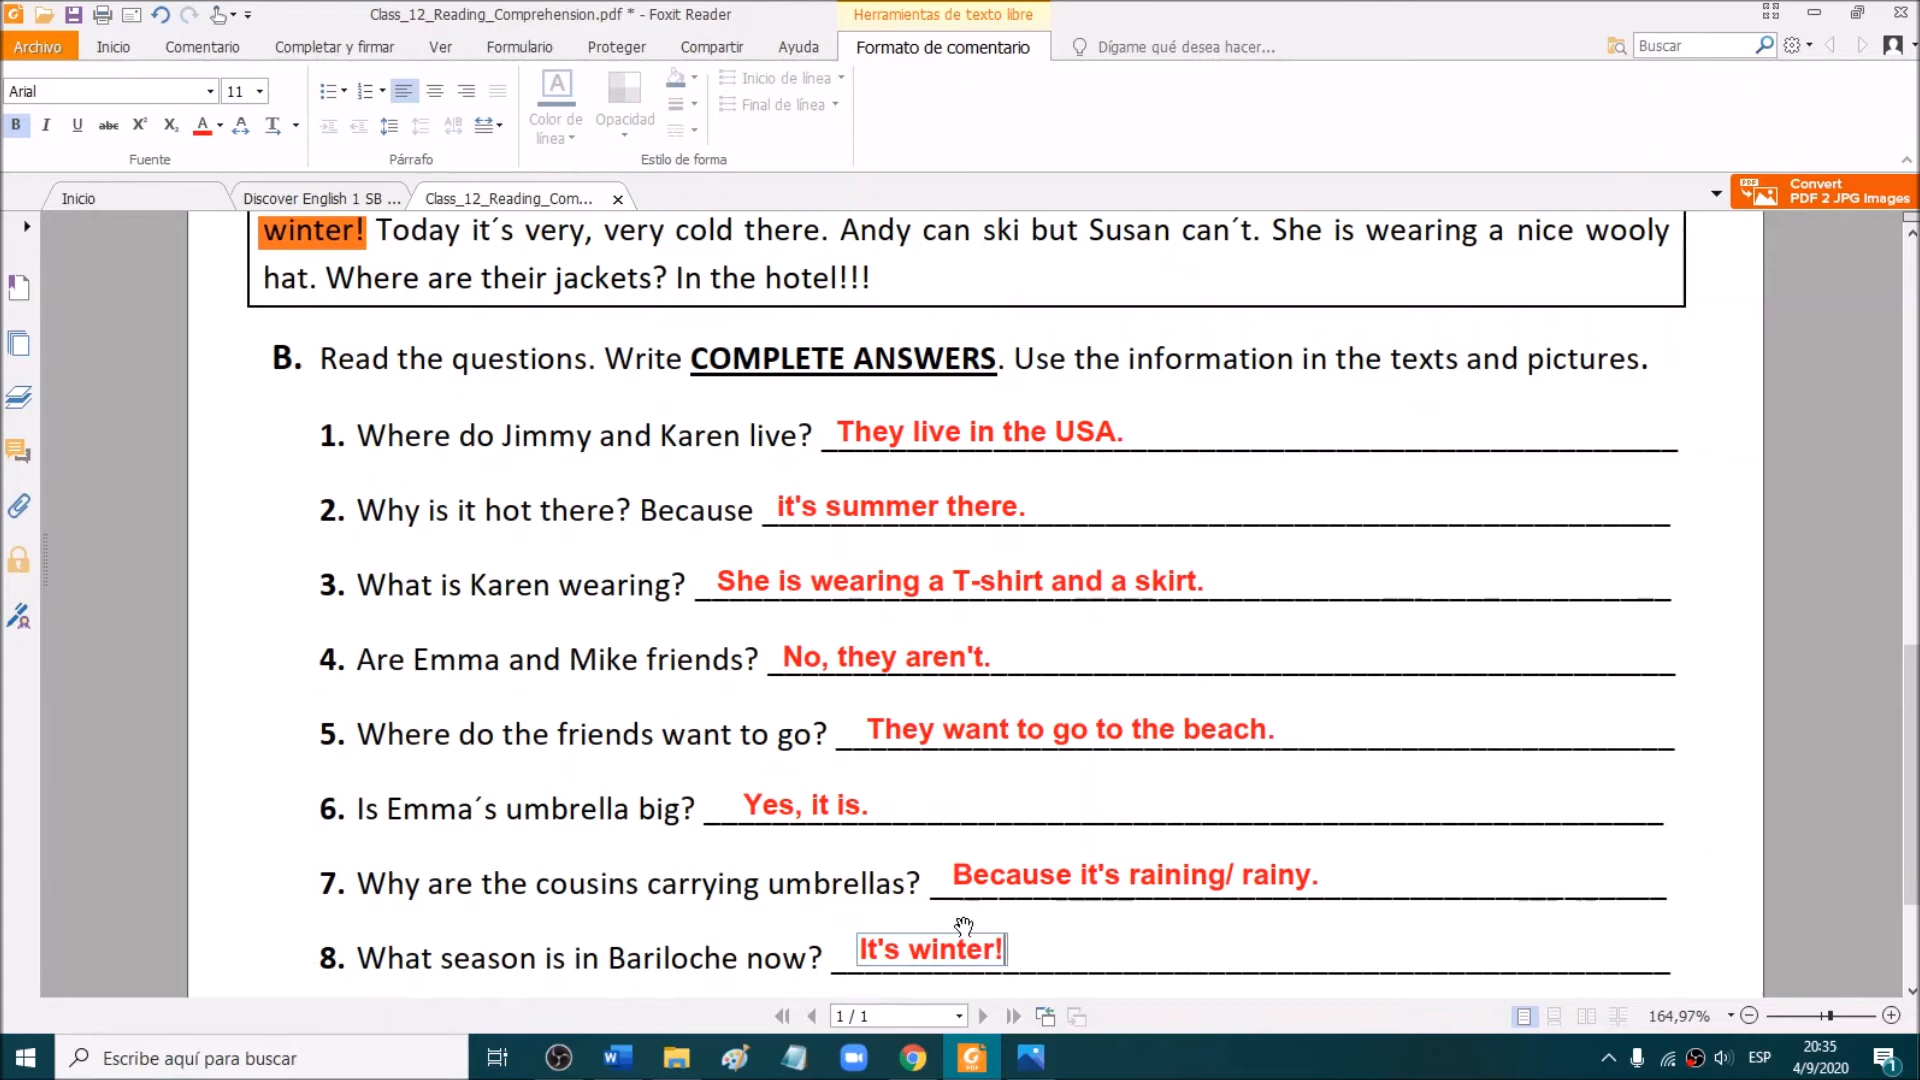 Class_12_Reading_Comprehension.pdf * - Foxit Reader
Herramientas de texto libre
Archivo Inicio Comentario Completar y firmar Ver Formulario Proteger Compartir Ayuda Formato de comentario Dígame qué desea hacer... Buscar
Arial 11
Inicio de línea
Final de línea
Color de línea
Opacidad
Fuente Párrafo Estilo de forma
Inicio Discover English 1 SB ... Class_12_Reading_Com...
Convert
PDF 2 JPG Images
winter! Today it´s very, very cold there. Andy can ski but Susan can´t. She is wearing a nice wooly
hat. Where are their jackets? In the hotel!!!
B. Read the questions. Write COMPLETE ANSWERS. Use the information in the texts and pictures.
1. Where do Jimmy and Karen live? They live in the USA.
2. Why is it hot there? Because it's summer there.
3. What is Karen wearing? She is wearing a T-shirt and a skirt.
4. Are Emma and Mike friends? No, they aren't.
5. Where do the friends want to go? They want to go to the beach.
6. Is Emma´s umbrella big? Yes, it is.
7. Why are the cousins carrying umbrellas? Because it's raining/ rainy.
8. What season is in Bariloche now? It's winter!
1 / 1
164,97%
Escribe aquí para buscar
ESP
20:35
4/9/2020
1